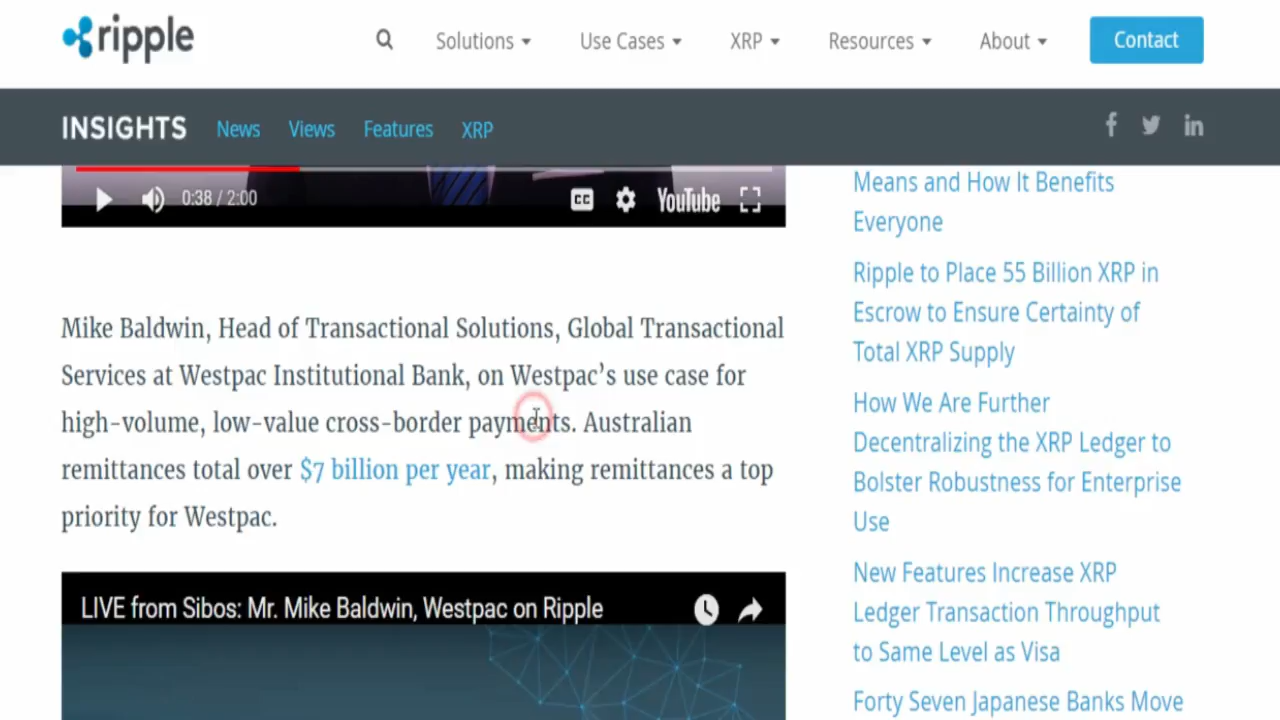 ripple
Solutions
Use Cases
XRP
Resources
About
Contact
INSIGHTS
News
Views
Features
XRP
0:38 / 2:00
CC
YouTube
Mike Baldwin, Head of Transactional Solutions, Global Transactional
Services at Westpac Institutional Bank, on Westpac’s use case for
high-volume, low-value cross-border payments. Australian
remittances total over $7 billion per year, making remittances a top
priority for Westpac.
LIVE from Sibos: Mr. Mike Baldwin, Westpac on Ripple
Means and How It Benefits
Everyone
Ripple to Place 55 Billion XRP in
Escrow to Ensure Certainty of
Total XRP Supply
How We Are Further
Decentralizing the XRP Ledger to
Bolster Robustness for Enterprise
Use
New Features Increase XRP
Ledger Transaction Throughput
to Same Level as Visa
Forty Seven Japanese Banks Move